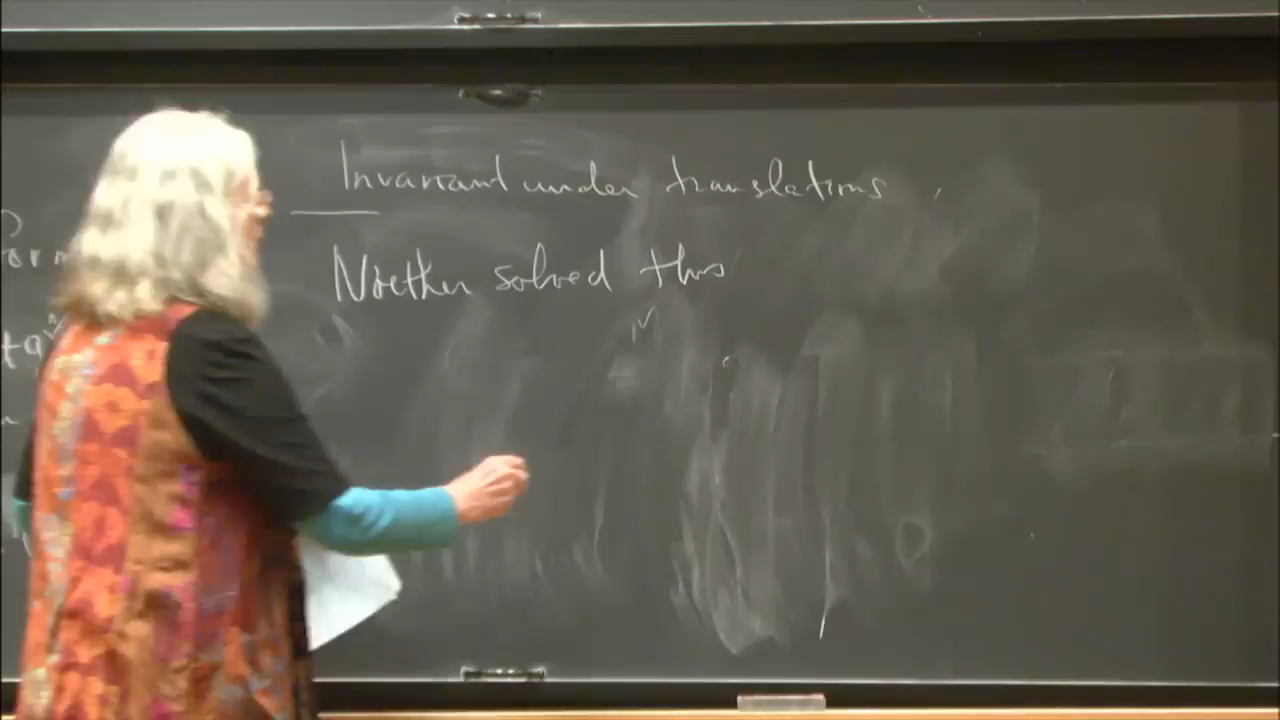 Invariant under translations,
Noether solved this